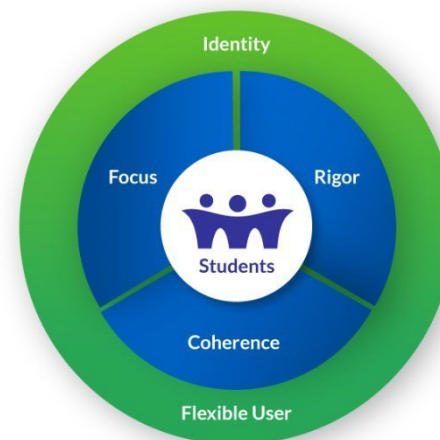 Identity
Focus
Rigor
Students
Coherence
Flexible User